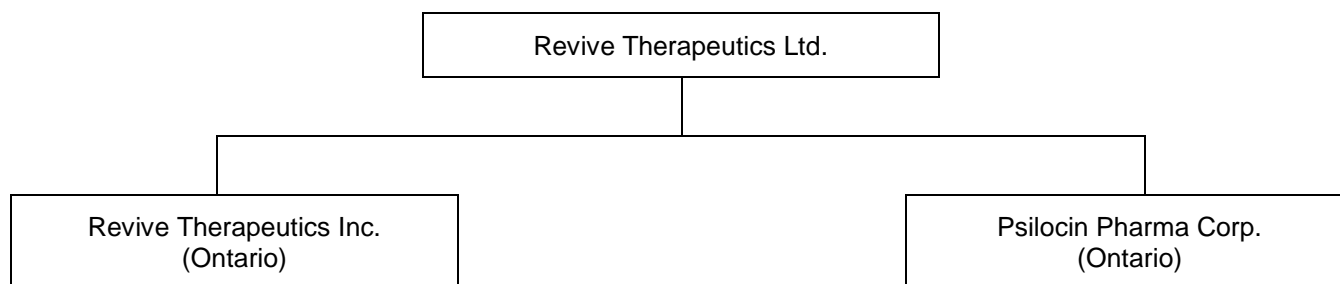 Revive Therapeutics Ltd.
Revive Therapeutics Inc.
(Ontario)
Psilocin Pharma Corp.
(Ontario)